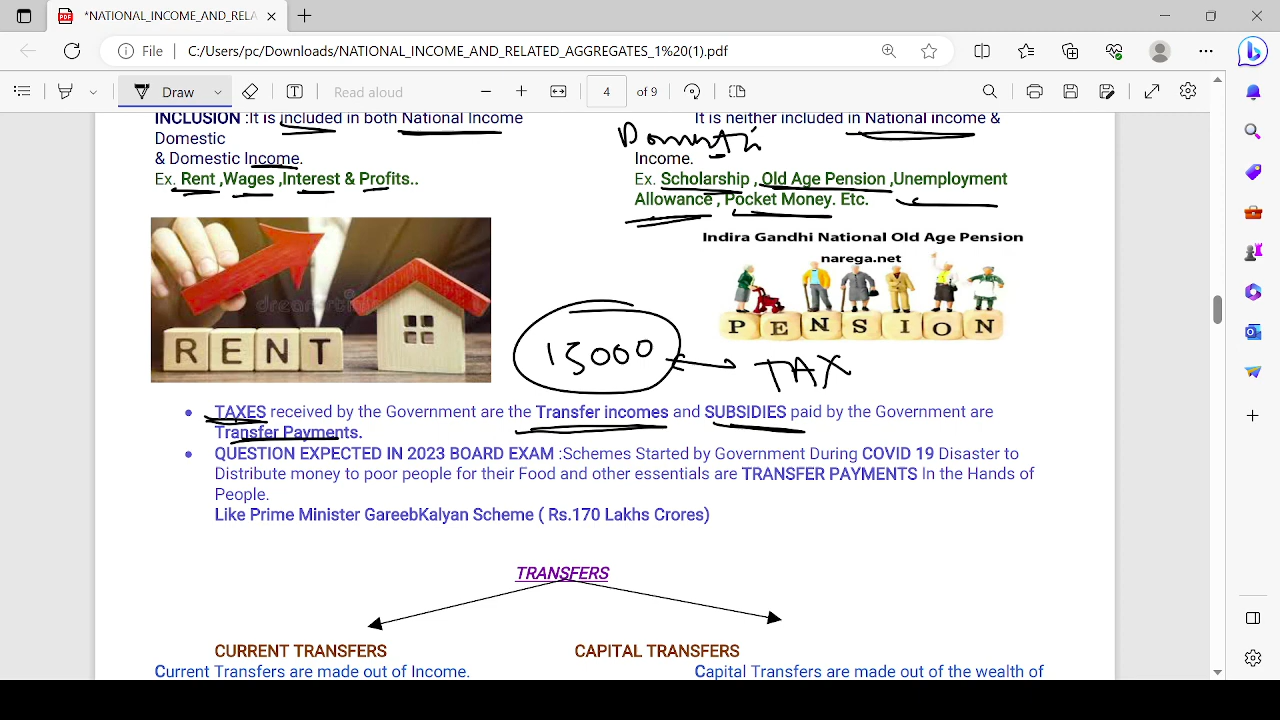 *NATIONAL_INCOME_AND_RELA
File C:/Users/pc/Downloads/NATIONAL_INCOME_AND_RELATED_AGGREGATES_1%20(1).pdf
Draw Read aloud 4 of 9
INCLUSION :It is included in both National Income
Domestic
& Domestic Income.
Ex. Rent ,Wages ,Interest & Profits..
It is neither included in National income &
Domestic
Income.
Ex. Scholarship , Old Age Pension ,Unemployment
Allowance , Pocket Money. Etc.
RENT
dreamstime
Indira Gandhi National Old Age Pension
narega.net
PENSION
15000 TAX
• TAXES received by the Government are the Transfer incomes and SUBSIDIES paid by the Government are
Transfer Payments.
• QUESTION EXPECTED IN 2023 BOARD EXAM :Schemes Started by Government During COVID 19 Disaster to
Distribute money to poor people for their Food and other essentials are TRANSFER PAYMENTS In the Hands of
People.
Like Prime Minister GareebKalyan Scheme ( Rs.170 Lakhs Crores)
TRANSFERS
CURRENT TRANSFERS
Current Transfers are made out of Income.
CAPITAL TRANSFERS
Capital Transfers are made out of the wealth of